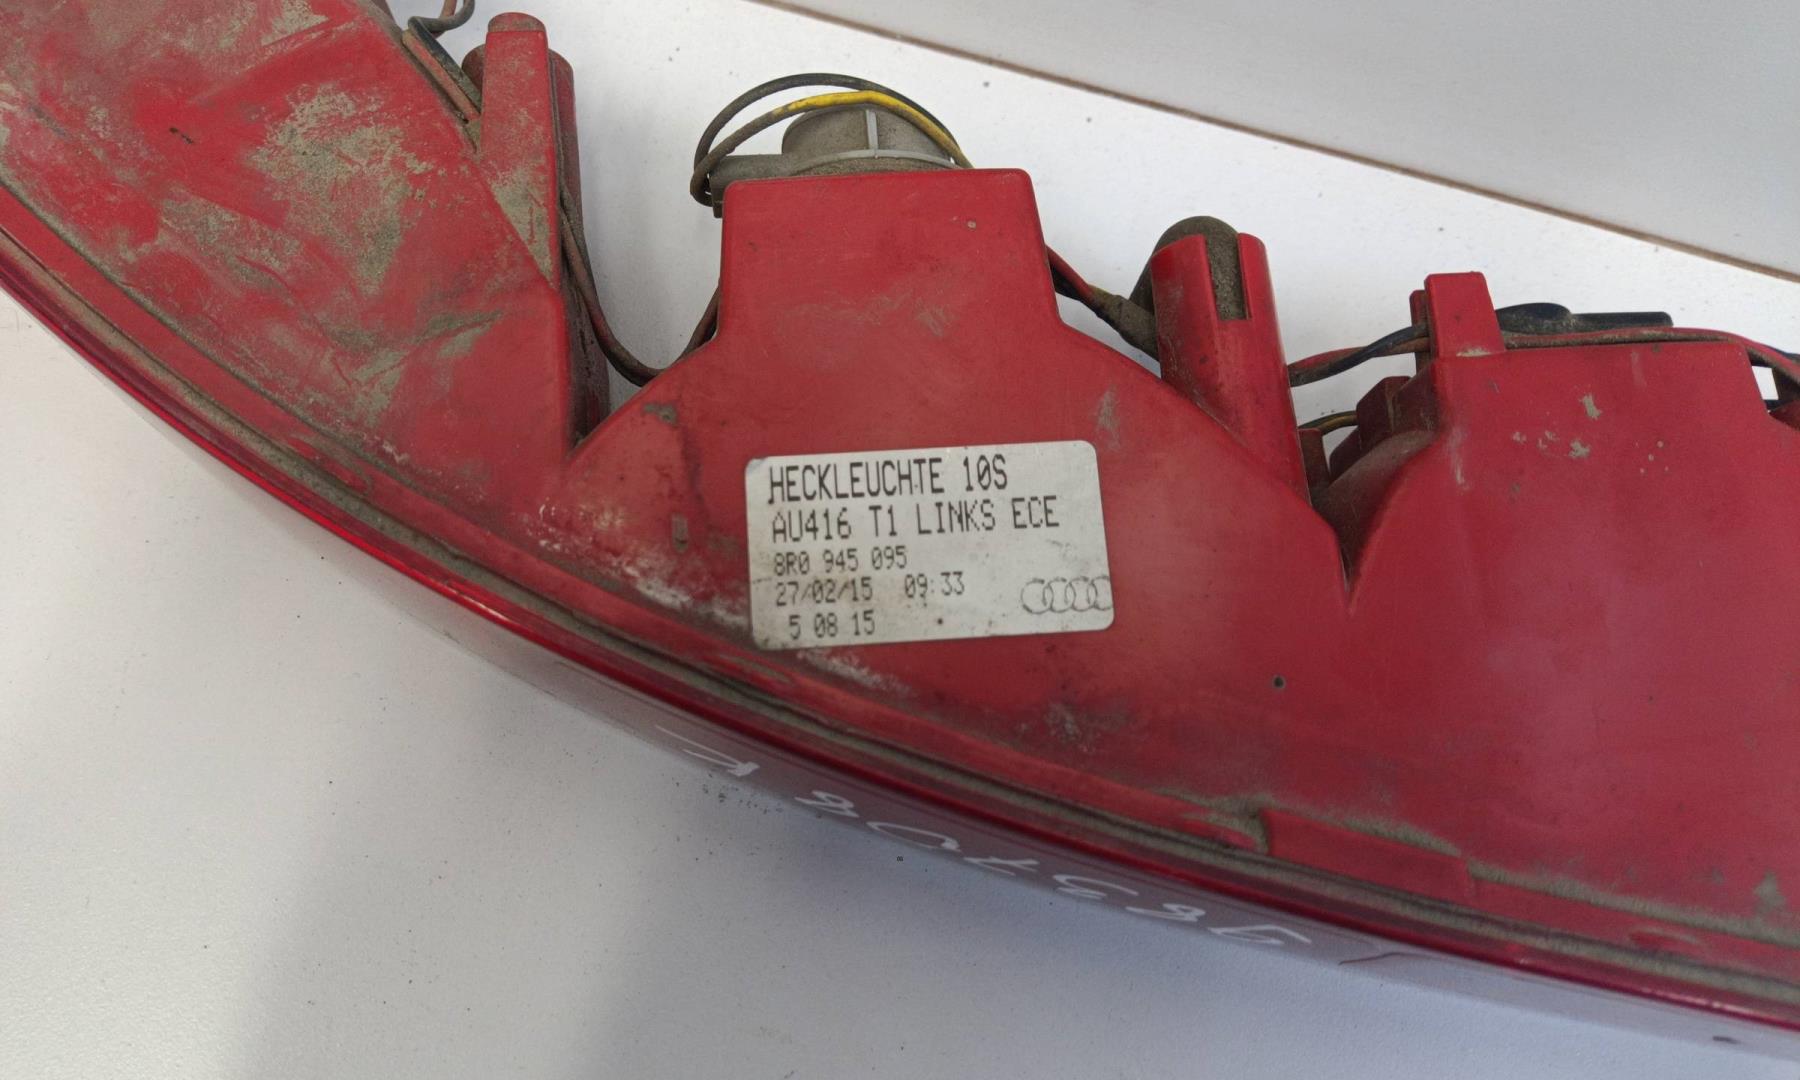 HECKLEUCHTE 10S
AU416 T1 LINKS ECE
8R0 945 095
27/02/15 09:33
5 08 15